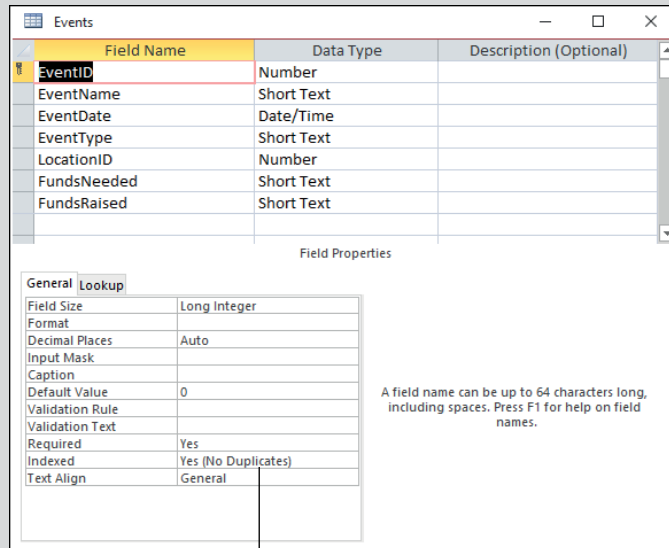 Events
Field Name Data Type Description (Optional)
EventID Number
EventName Short Text
EventDate Date/Time
EventType Short Text
LocationID Number
FundsNeeded Short Text
FundsRaised Short Text
Field Properties
General Lookup
Field Size Long Integer
Format
Decimal Places Auto
Input Mask
Caption
Default Value 0
Validation Rule
Validation Text
Required Yes
Indexed Yes (No Duplicates)
Text Align General
A field name can be up to 64 characters long,
including spaces. Press F1 for help on field
names.